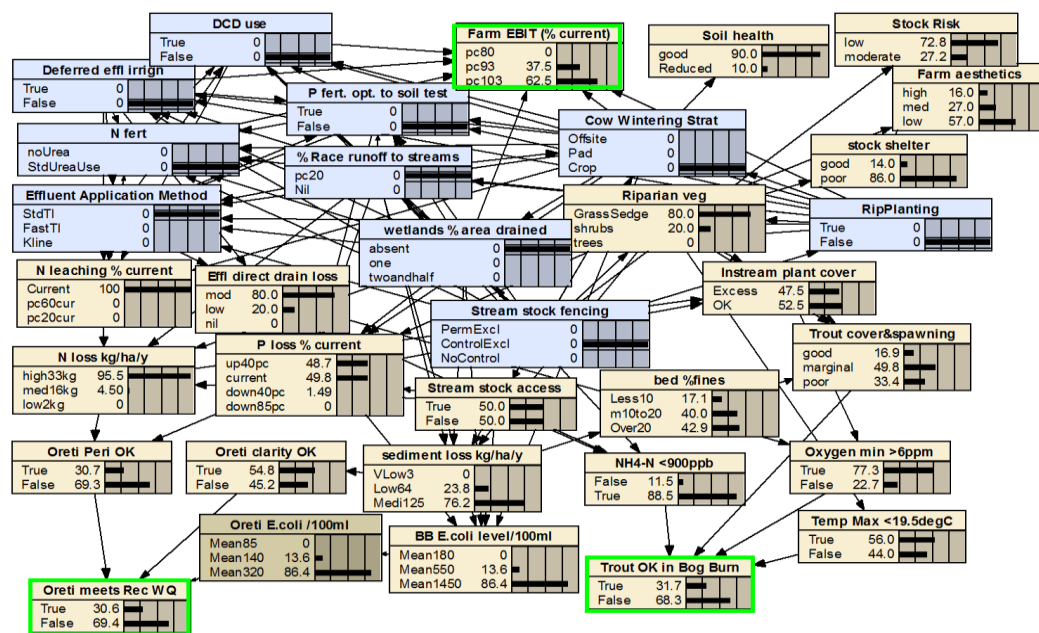 DCD use
True 0
False 0
Farm EBIT (% current)
pc80 0
pc93 37.5
pc103 62.5
Soil health
good 90.0
Reduced 10.0
Stock Risk
low 72.8
moderate 27.2
Deferred effl irrign
True 0
False 0
P fert. opt. to soil test
True 0
False 0
Farm aesthetics
high 16.0
med 27.0
low 57.0
N fert
noUrea 0
StdUreaUse 0
Cow Wintering Strat
Offsite 0
Pad 0
Crop 0
% Race runoff to streams
pc20 0
Nil 0
stock shelter
good 14.0
poor 86.0
Effluent Application Method
StdTI 0
FastTI 0
Kline 0
Riparian veg
GrassSedge 80.0
shrubs 20.0
trees 0
RipPlanting
True 0
False 0
wetlands % area drained
absent 0
one 0
twoandhalf 0
N leaching % current
Current 100
pc60cur 0
pc20cur 0
Effl direct drain loss
mod 80.0
low 20.0
nil 0
Instream plant cover
Excess 47.5
OK 52.5
Stream stock fencing
PermExcl 0
ControlExcl 0
NoControl 0
Trout cover&spawning
good 16.9
marginal 49.8
poor 33.4
N loss kg/ha/y
high33kg 95.5
med16kg 4.50
low2kg 0
P loss % current
up40pc 48.7
current 49.8
down40pc 1.49
down85pc 0
Stream stock access
True 50.0
False 50.0
bed %fines
Less10 17.1
m10to20 40.0
Over20 42.9
Oreti Peri OK
True 30.7
False 69.3
Oreti clarity OK
True 54.8
False 45.2
sediment loss kg/ha/y
VLow3 0
Low64 23.8
Medi125 76.2
NH4-N <900ppb
False 11.5
True 88.5
Oxygen min >6ppm
True 77.3
False 22.7
Oreti E.coli /100ml
Mean85 0
Mean140 13.6
Mean320 86.4
BB E.coli level/100ml
Mean180 0
Mean550 13.6
Mean1450 86.4
Temp Max <19.5degC
True 56.0
False 44.0
Oreti meets Rec WQ
True 30.6
False 69.4
Trout OK in Bog Burn
True 31.7
False 68.3